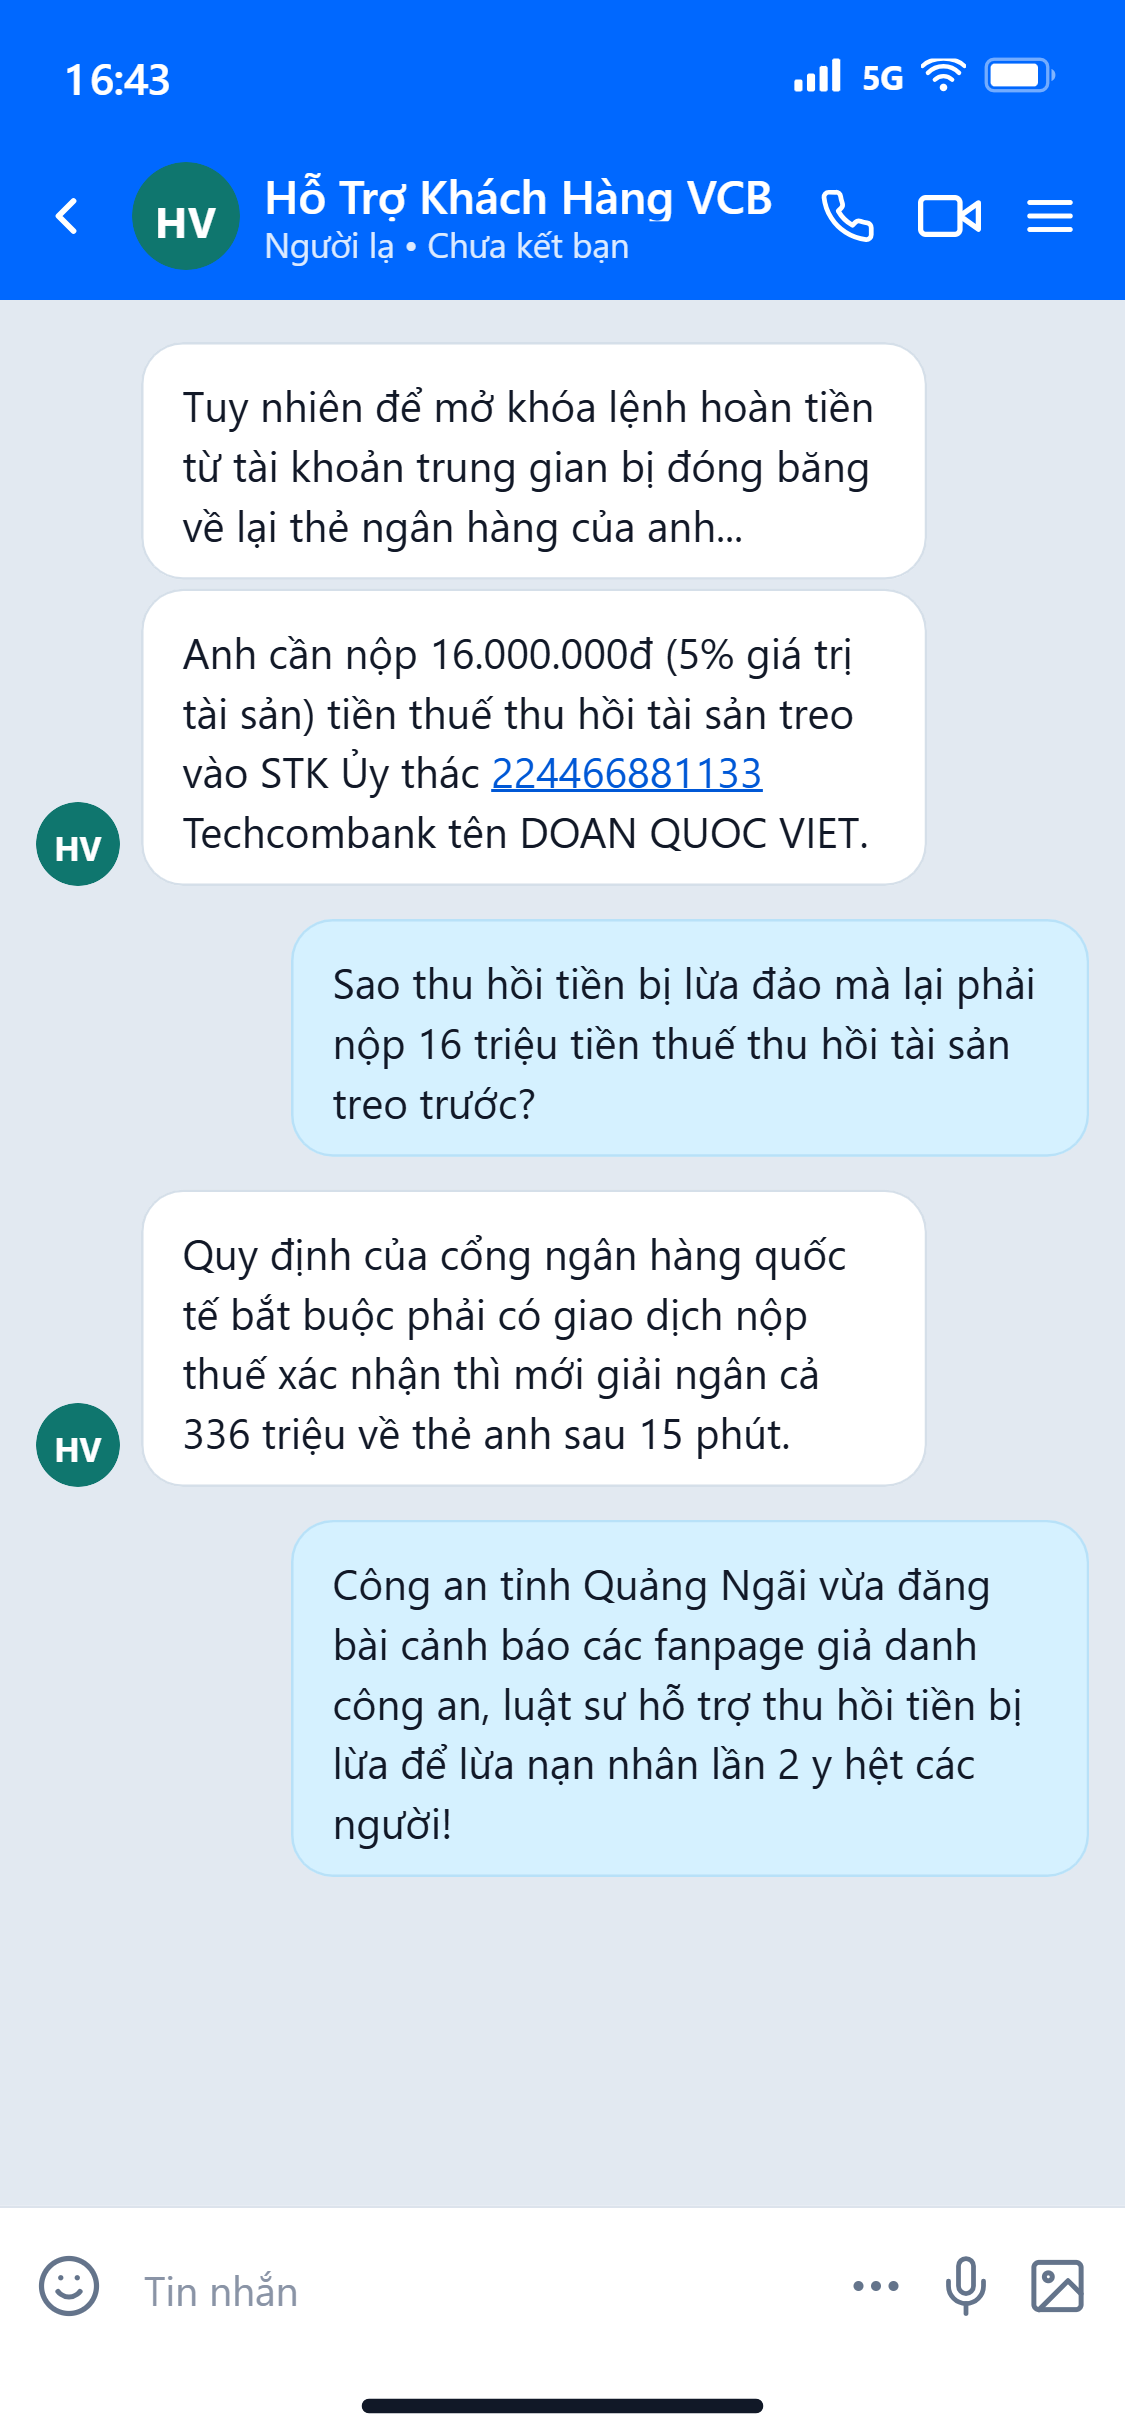 16:43
5G
HV
Hỗ Trợ Khách Hàng VCB
Người lạ • Chưa kết bạn
Tuy nhiên để mở khóa lệnh hoàn tiền
từ tài khoản trung gian bị đóng băng
về lại thẻ ngân hàng của anh...
Anh cần nộp 16.000.000đ (5% giá trị
tài sản) tiền thuế thu hồi tài sản treo
vào STK Ủy thác 224466881133
Techcombank tên DOAN QUOC VIET.
HV
Sao thu hồi tiền bị lừa đảo mà lại phải
nộp 16 triệu tiền thuế thu hồi tài sản
treo trước?
Quy định của cổng ngân hàng quốc
tế bắt buộc phải có giao dịch nộp
thuế xác nhận thì mới giải ngân cả
336 triệu về thẻ anh sau 15 phút.
HV
Công an tỉnh Quảng Ngãi vừa đăng
bài cảnh báo các fanpage giả danh
công an, luật sư hỗ trợ thu hồi tiền bị
lừa để lừa nạn nhân lần 2 y hệt các
người!
Tin nhắn